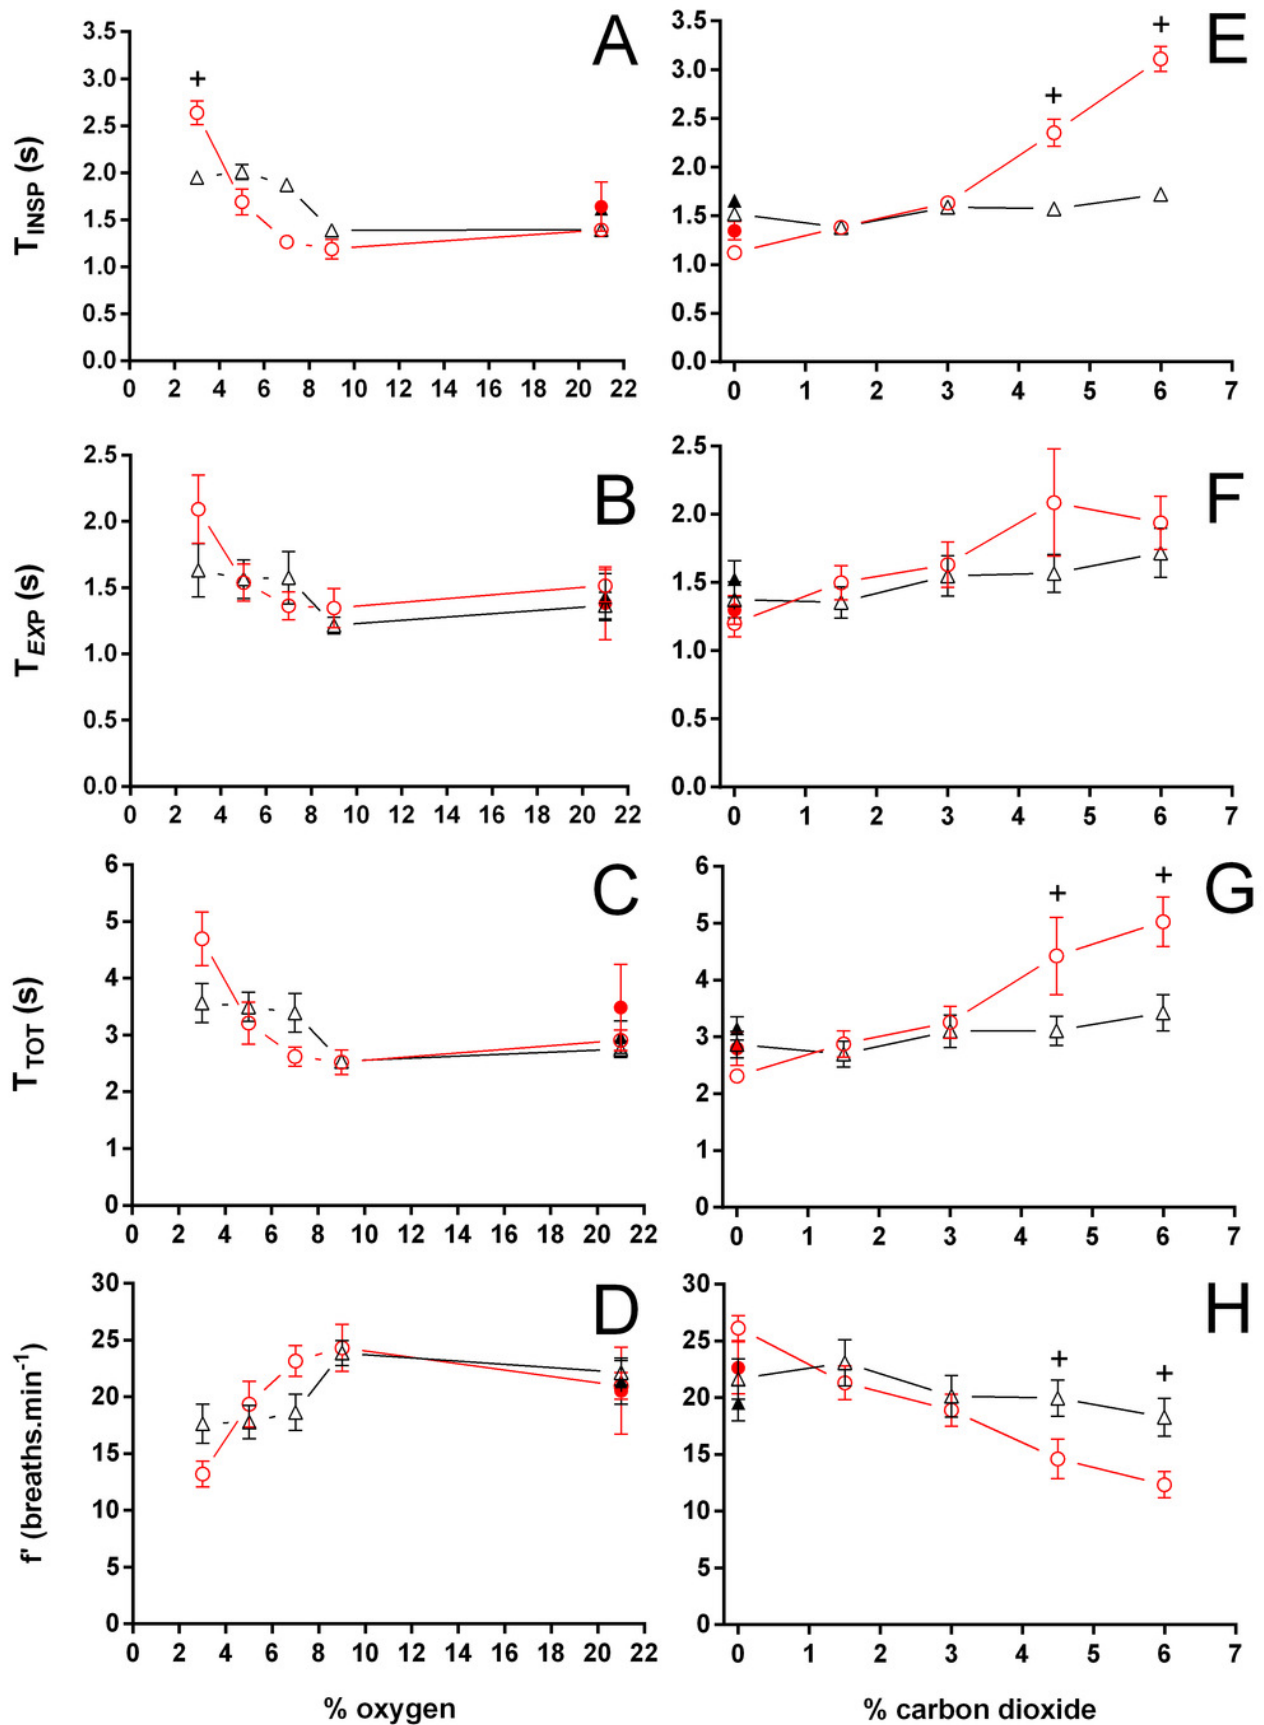 A
T_INSP (s)
3.5
3.0
2.5
2.0
1.5
1.0
0.5
0.0
+
0 2 4 6 8 10 12 14 16 18 20 22
E
3.5
3.0
2.5
2.0
1.5
1.0
0.5
0.0
+ +
0 1 2 3 4 5 6 7
B
T_EXP (s)
2.5
2.0
1.5
1.0
0.5
0.0
0 2 4 6 8 10 12 14 16 18 20 22
F
2.5
2.0
1.5
1.0
0.5
0.0
0 1 2 3 4 5 6 7
C
T_TOT (s)
6
5
4
3
2
1
0
0 2 4 6 8 10 12 14 16 18 20 22
G
6
5
4
3
2
1
0
+ +
0 1 2 3 4 5 6 7
D
f' (breaths.min⁻¹)
30
25
20
15
10
5
0
0 2 4 6 8 10 12 14 16 18 20 22
% oxygen
H
30
25
20
15
10
5
0
+ +
0 1 2 3 4 5 6 7
% carbon dioxide